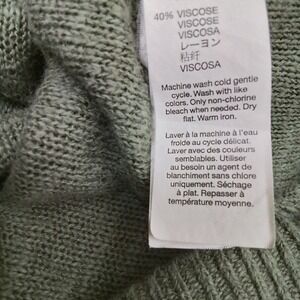 40% VISCOSE
VISCOSE
VISCOSA
レーヨン
粘纤
VISCOSA
Machine wash cold gentle
cycle. Wash with like
colors. Only non-chlorine
bleach when needed. Dry
flat. Warm iron.
Laver à la machine à l'eau
froide au cycle délicat.
Laver avec des couleurs
semblables. Utiliser
au besoin un agent de
blanchiment sans chlore
uniquement. Séchage
à plat. Repasser à
température moyenne.